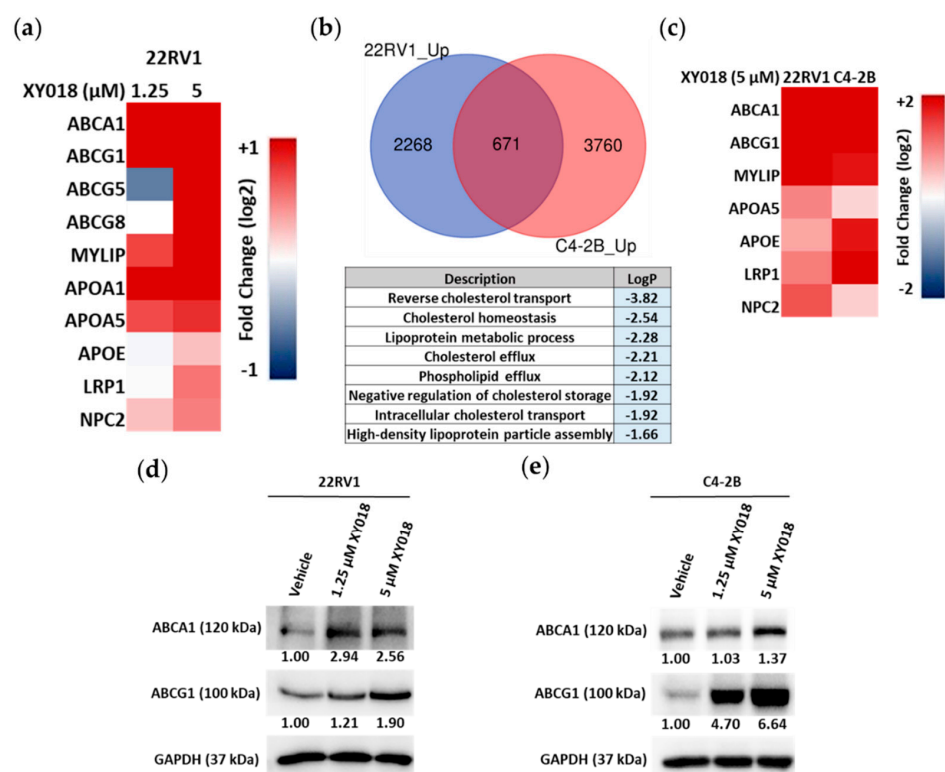 (a)
22RV1
XY018 (μM) 1.25 5
ABCA1
ABCG1
ABCG5
ABCG8
MYLIP
APOA1
APOA5
APOE
LRP1
NPC2
+1
Fold Change (log2)
-1
(b)
22RV1_Up
2268 671 3760
C4-2B_Up
Description LogP
Reverse cholesterol transport -3.82
Cholesterol homeostasis -2.54
Lipoprotein metabolic process -2.28
Cholesterol efflux -2.21
Phospholipid efflux -2.12
Negative regulation of cholesterol storage -1.92
Intracellular cholesterol transport -1.92
High-density lipoprotein particle assembly -1.66
(c)
XY018 (5 μM) 22RV1 C4-2B
ABCA1
ABCG1
MYLIP
APOA5
APOE
LRP1
NPC2
+2
Fold Change (log2)
-2
(d)
22RV1
Vehicle
1.25 μM XY018
5 μM XY018
ABCA1 (120 kDa)
1.00 2.94 2.56
ABCG1 (100 kDa)
1.00 1.21 1.90
GAPDH (37 kDa)
(e)
C4-2B
Vehicle
1.25 μM XY018
5 μM XY018
ABCA1 (120 kDa)
1.00 1.03 1.37
ABCG1 (100 kDa)
1.00 4.70 6.64
GAPDH (37 kDa)